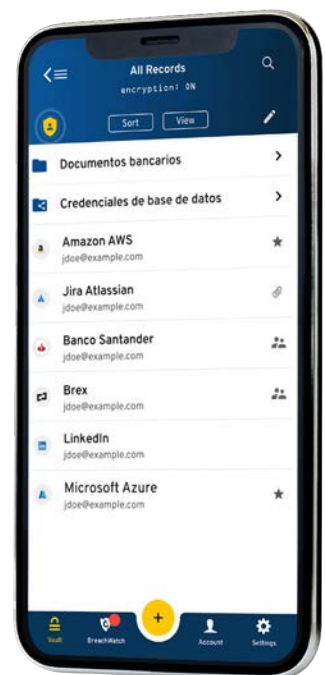 All Records
encryption: ON
Sort View
Documentos bancarios
Credenciales de base de datos
Amazon AWS
jdoe@example.com
Jira Atlassian
jdoe@example.com
Banco Santander
jdoe@example.com
Brex
jdoe@example.com
LinkedIn
jdoe@example.com
Microsoft Azure
jdoe@example.com
Vault BreachWatch Account Settings